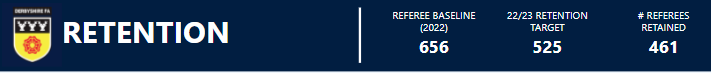 DERBYSHIRE FA
RETENTION
REFEREE BASELINE
(2022)
656
22/23 RETENTION
TARGET
525
# REFEREES
RETAINED
461